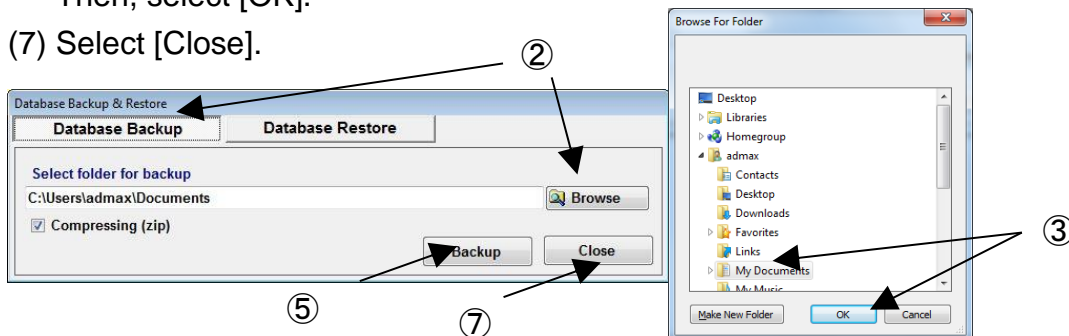 Then, select [OK].
(7) Select [Close].
②
Database Backup & Restore
Database Backup
Database Restore
Select folder for backup
C:\Users\admax\Documents
Browse
Compressing (zip)
Backup
Close
⑤
⑦
Browse For Folder
Desktop
Libraries
Homegroup
admax
Contacts
Desktop
Downloads
Favorites
Links
My Documents
My Music
Make New Folder
OK
Cancel
③